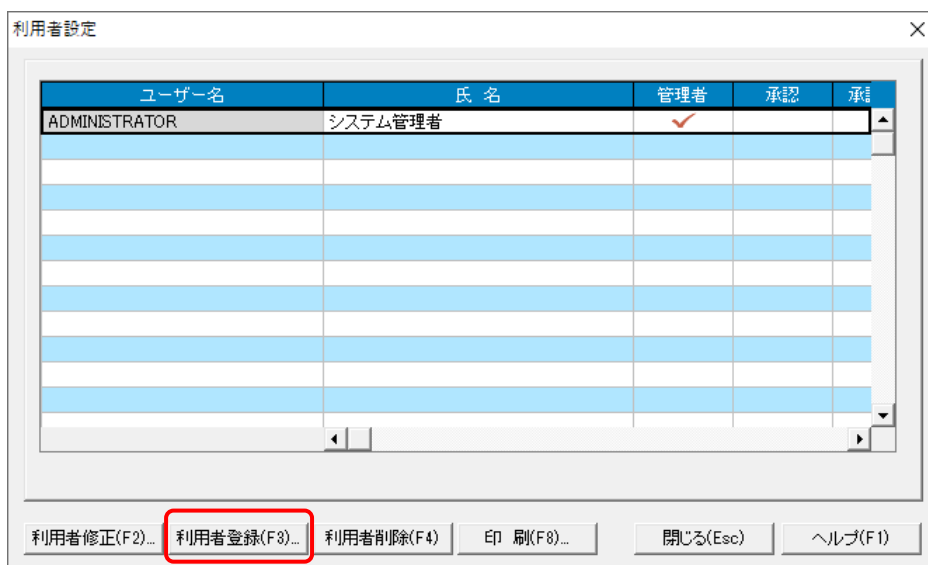 利用者設定
ユーザー名 氏 名 管理者 承認 承
ADMINISTRATOR システム管理者
利用者修正(F2)... 利用者登録(F3)... 利用者削除(F4) 印 刷(F8)... 閉じる(Esc) ヘルプ(F1)